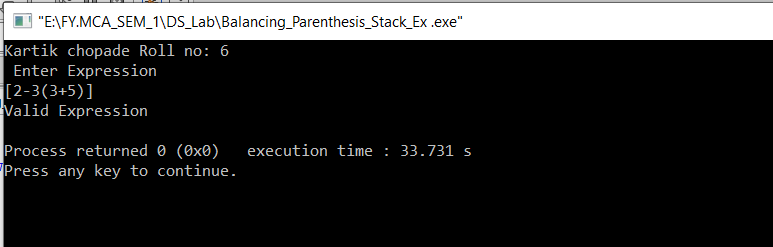 "E:\FY.MCA_SEM_1\DS_Lab\Balancing_Parenthesis_Stack_Ex .exe"
Kartik chopade Roll no: 6
Enter Expression
[2-3(3+5)]
Valid Expression
Process returned 0 (0x0)   execution time : 33.731 s
Press any key to continue.